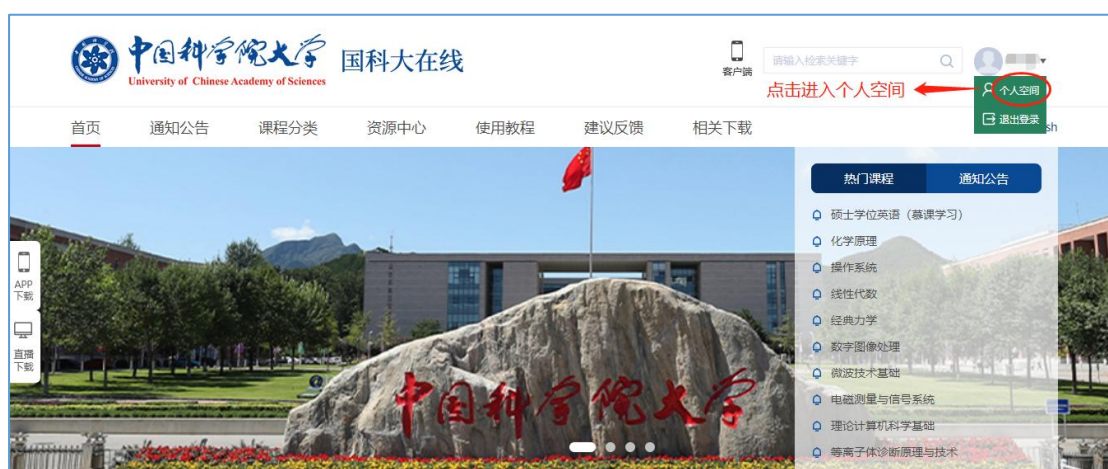 中国科学院大学
University of Chinese Academy of Sciences
国科大在线
客户端
请输入检索关键字
点击进入个人空间
个人空间
退出登录
sh
首页 通知公告 课程分类 资源中心 使用教程 建议反馈 相关下载
热门课程 通知公告
硕士学位英语（慕课学习）
化学原理
操作系统
线性代数
经典力学
数字图像处理
微波技术基础
电磁测量与信号系统
理论计算机科学基础
等离子体诊断原理与技术
APP
下载
直播
下载
中国科学院大学